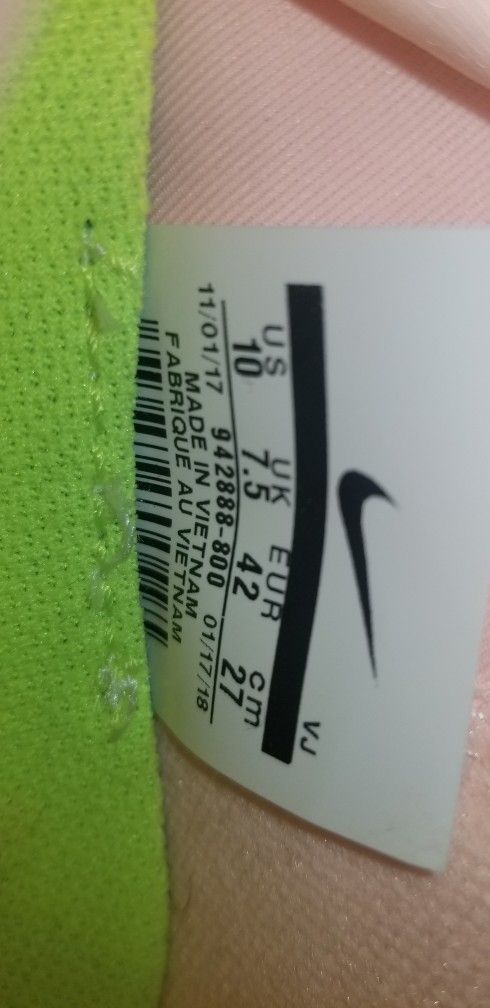 VJ
US UK EUR cm
10 7.5 42 27
11/01/17 942888-800 01/17/18
MADE IN VIETNAM
FABRIQUE AU VIETNAM